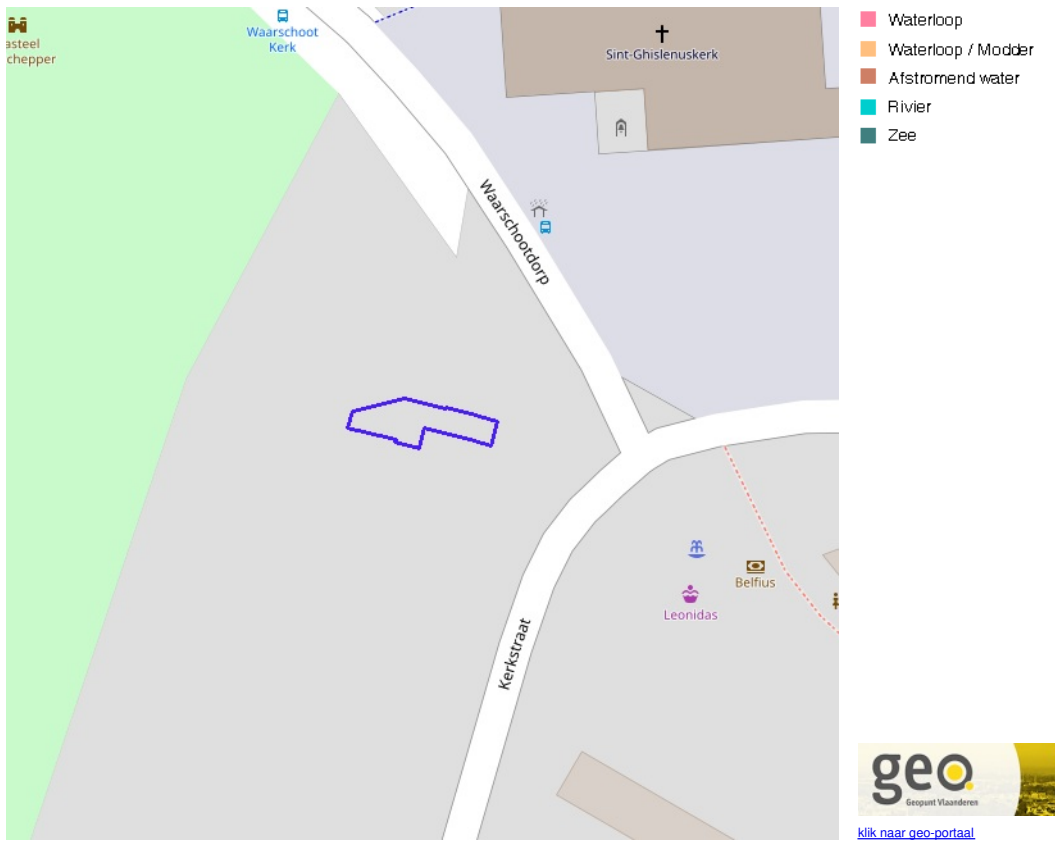 asteel
chepper
Waarschoot
Kerk
Sint-Ghislenuskerk
Waarschootdorp
Belfius
Leonidas
Kerkstraat
Waterloop
Waterloop / Modder
Afstromend water
Rivier
Zee
geo.
Geopunt Vlaanderen
klik naar geo-portaal